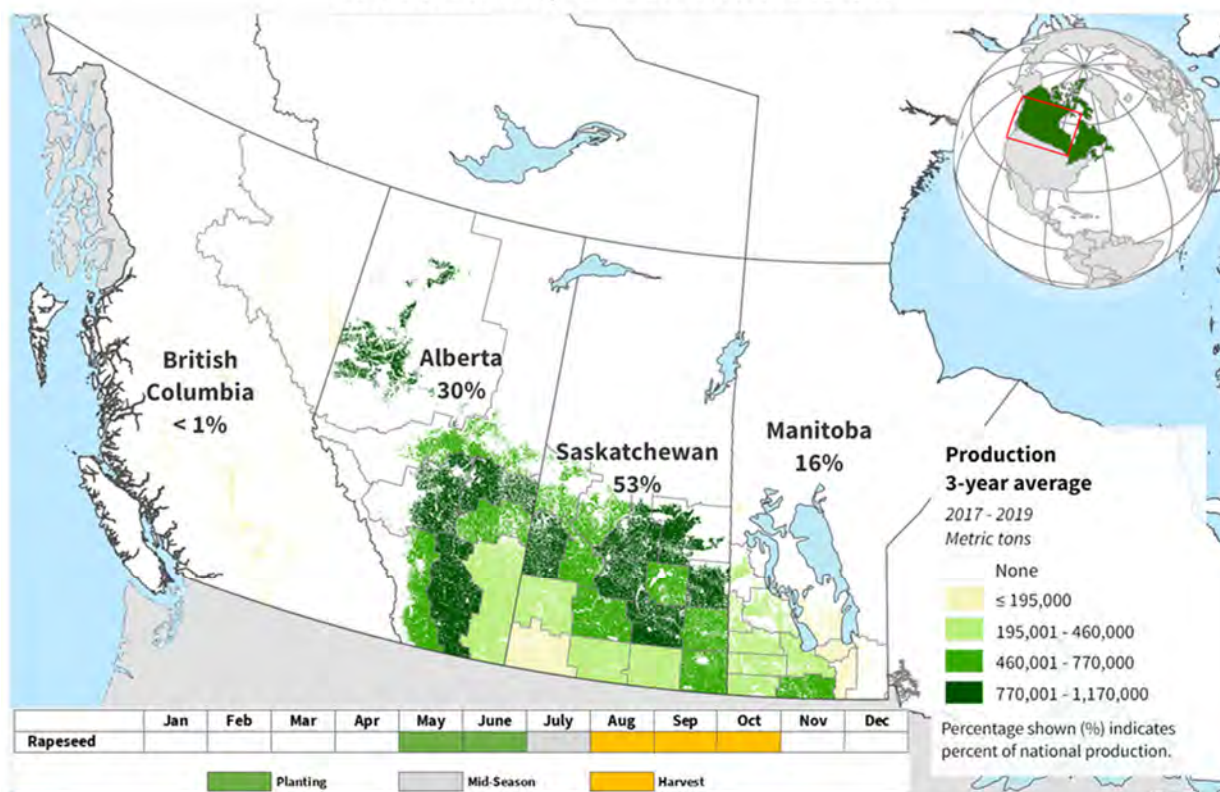 British
Columbia
< 1%
Alberta
30%
Saskatchewan
53%
Manitoba
16%
Production
3-year average
2017 - 2019
Metric tons
None
≤ 195,000
195,001 - 460,000
460,001 - 770,000
770,001 - 1,170,000
Percentage shown (%) indicates
percent of national production.
Jan Feb Mar Apr May June July Aug Sep Oct Nov Dec
Rapeseed
Planting Mid-Season Harvest